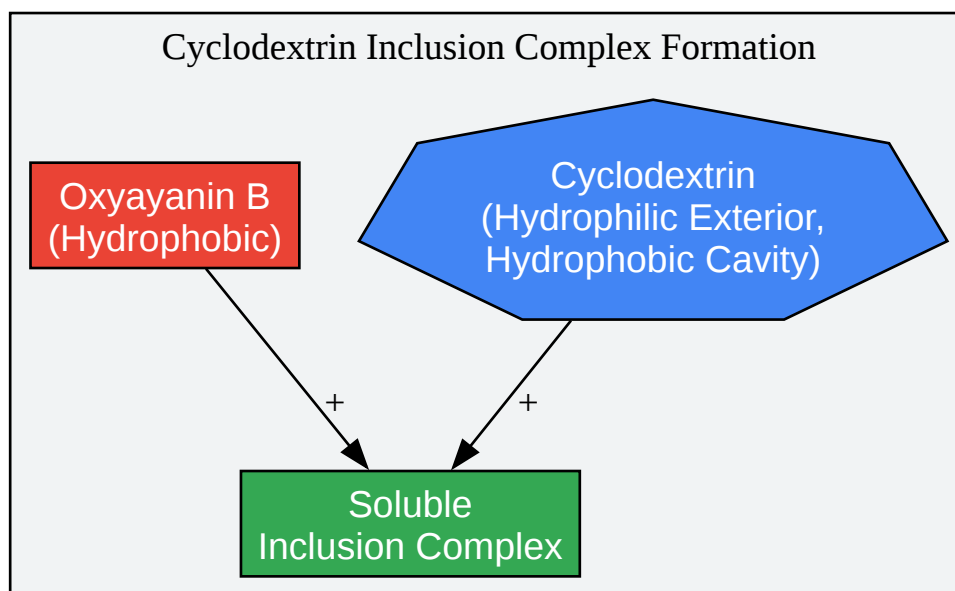 Cyclodextrin Inclusion Complex Formation
Oxyayanin B
(Hydrophobic)
Cyclodextrin
(Hydrophilic Exterior,
Hydrophobic Cavity)
+
+
Soluble
Inclusion Complex